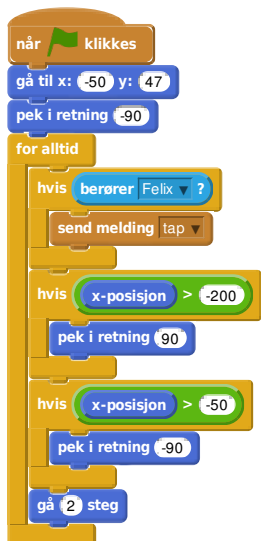 når klikkes
gå til x: -50 y: 47
pek i retning -90
for alltid
hvis berører Felix ?
send melding tap
hvis x-posisjon > -200
pek i retning 90
hvis x-posisjon > -50
pek i retning -90
gå 2 steg